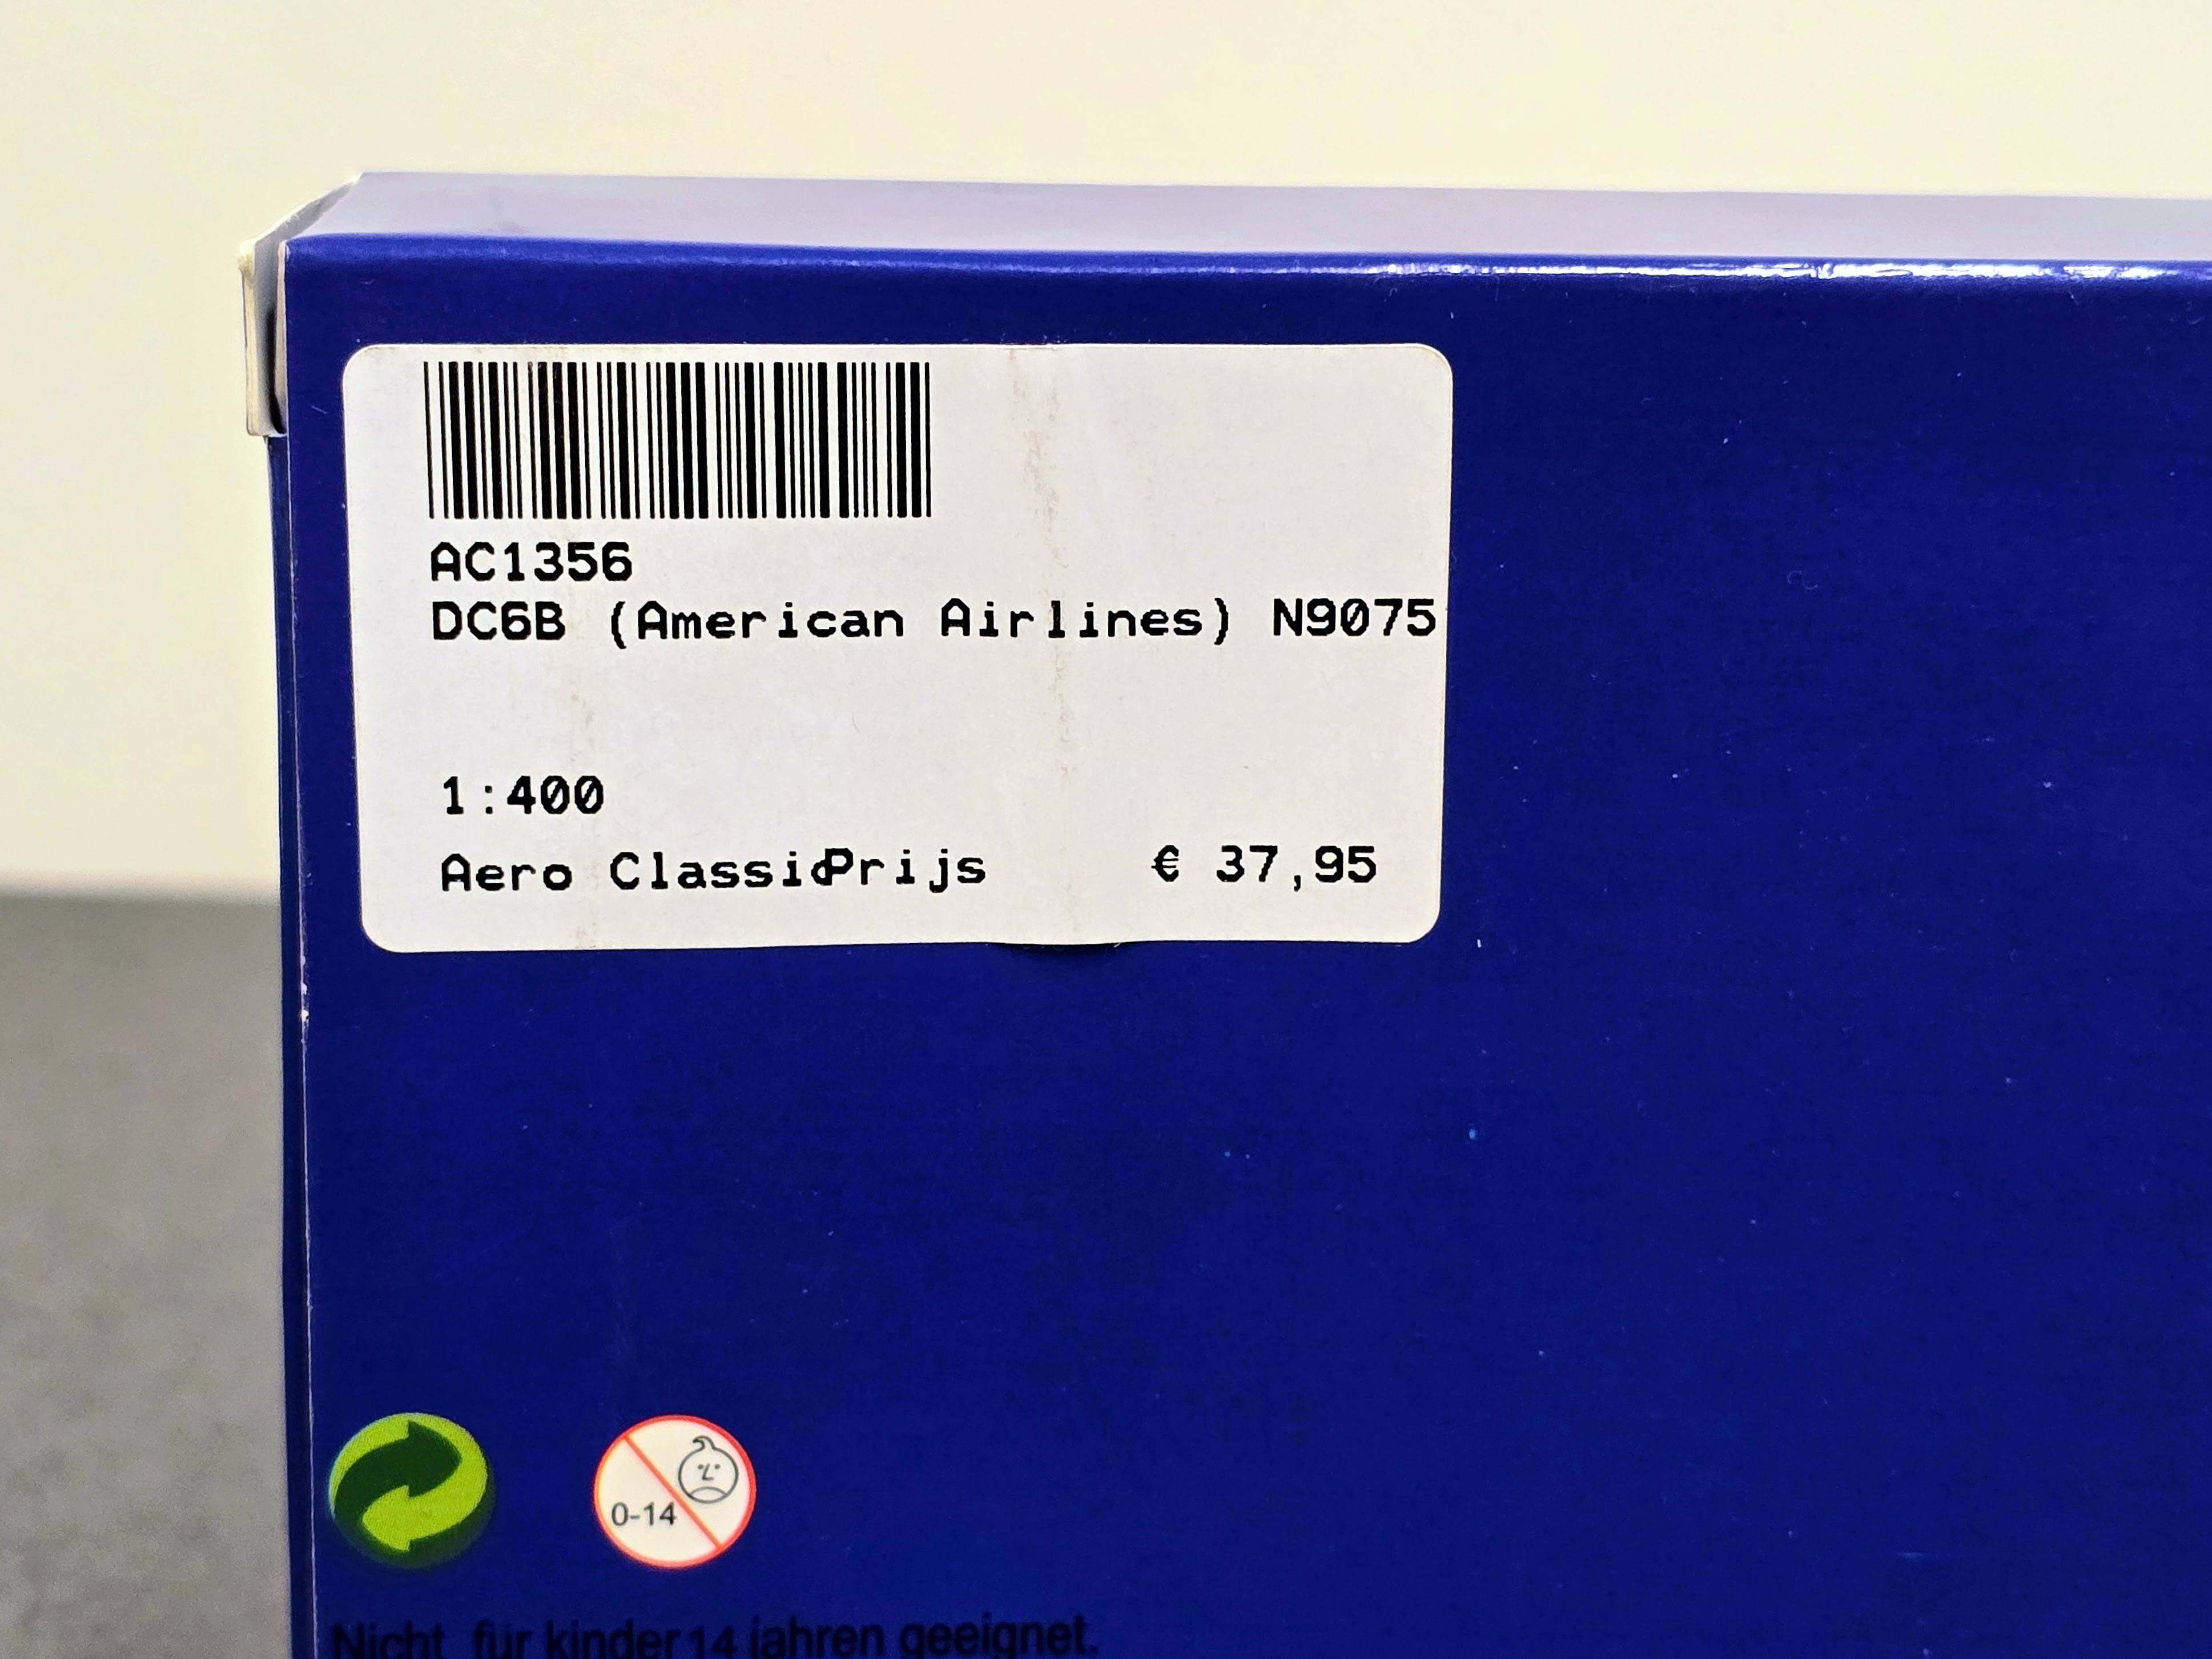 AC1356
DC6B (American Airlines) N9075
1:400
Aero ClassicPrijs € 37,95
0-14
Nicht für kinder 14 jahren geeignet.